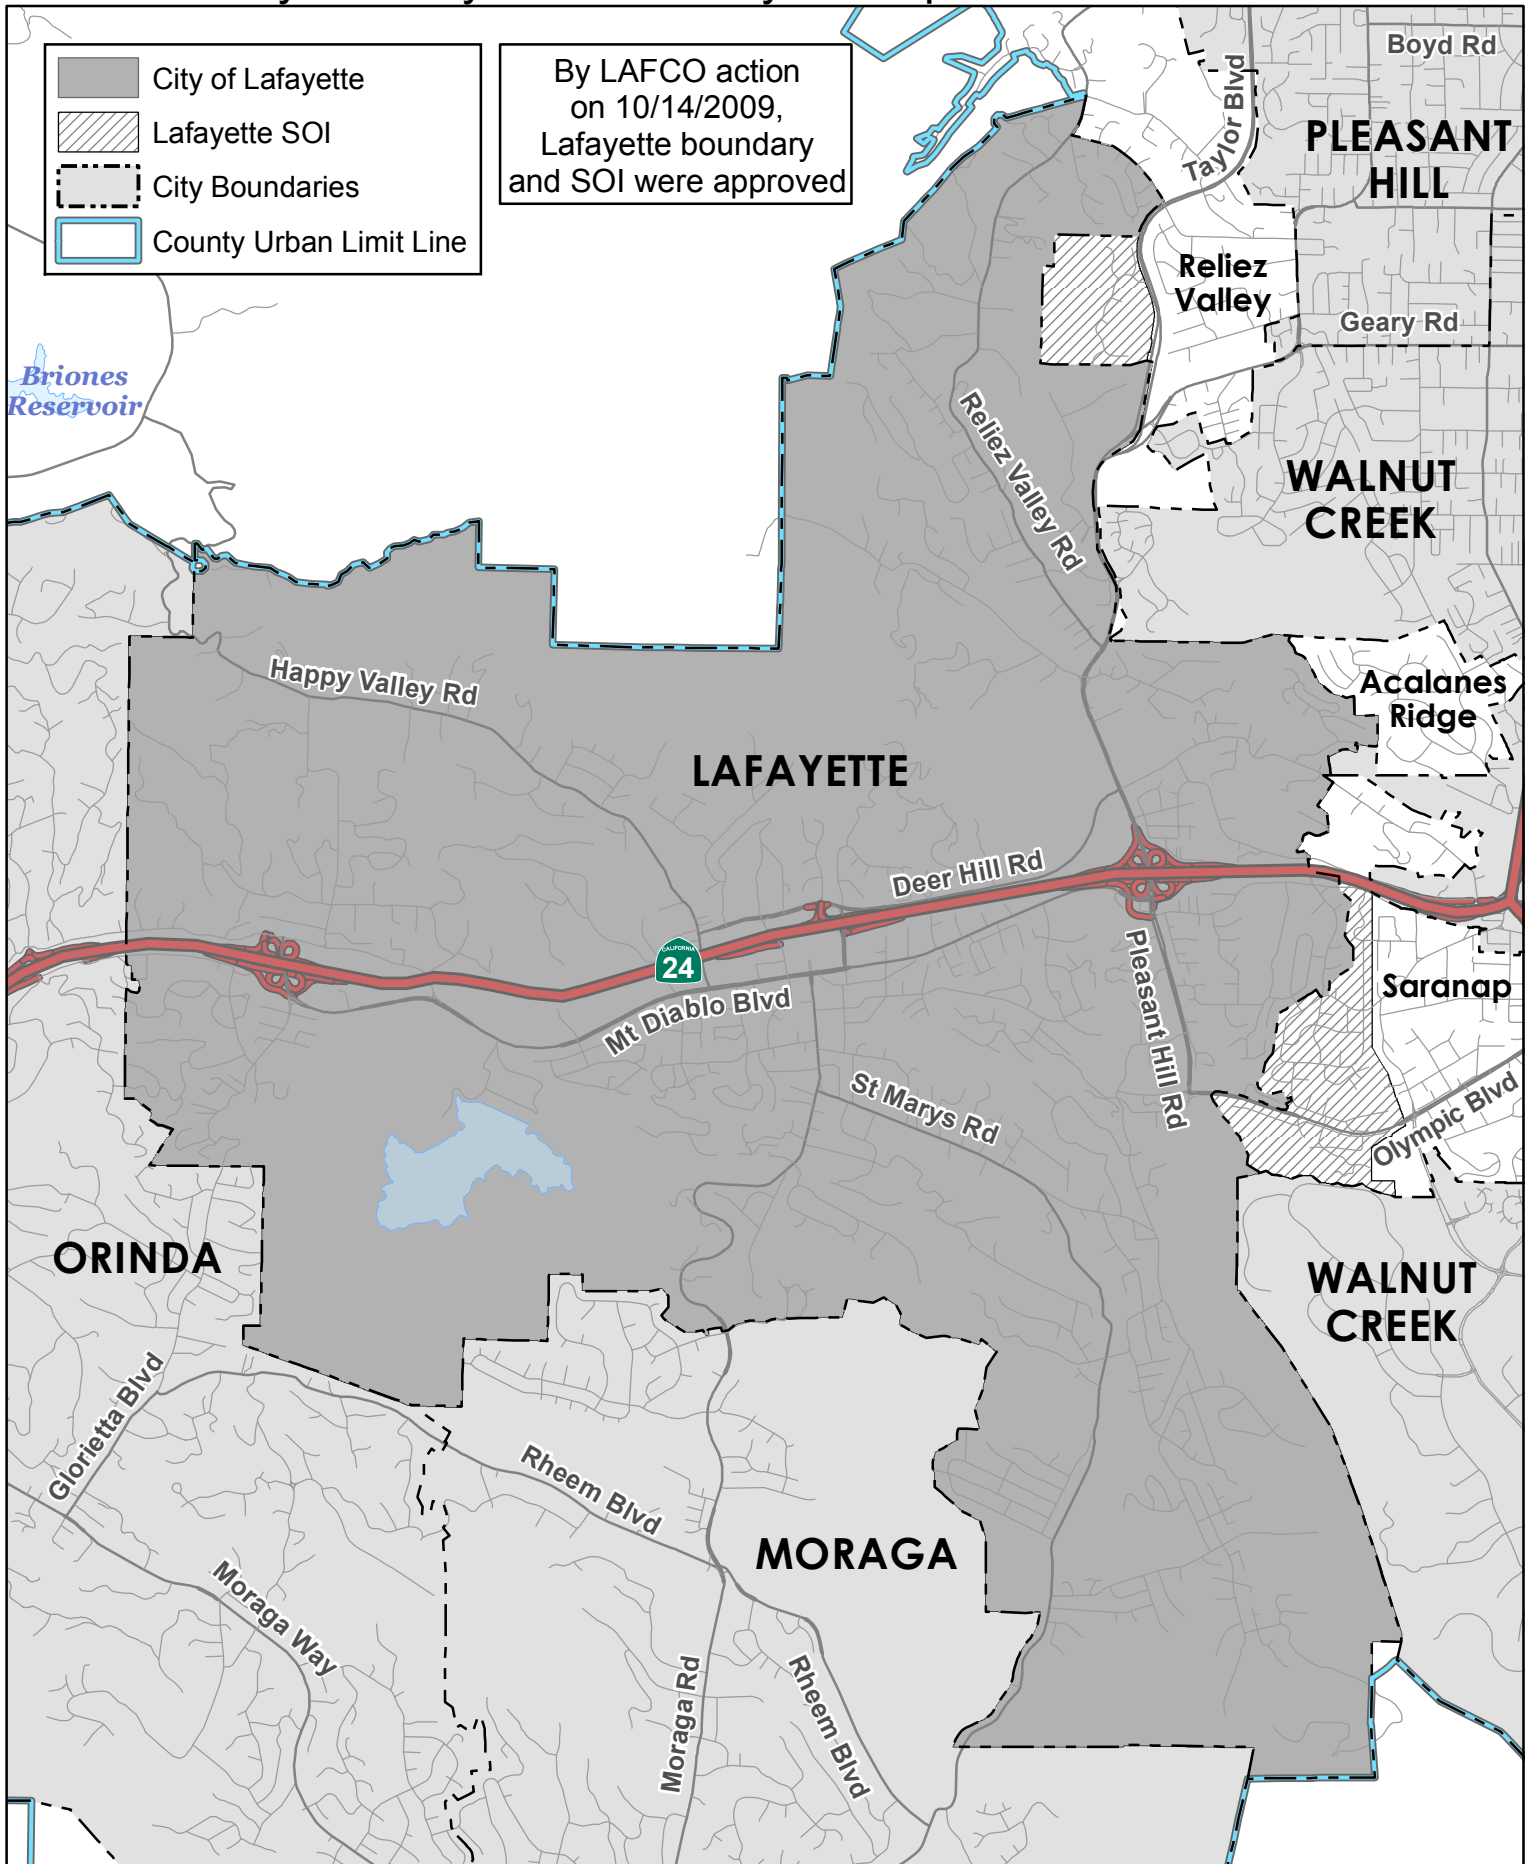 City of Lafayette
Lafayette SOI
City Boundaries
County Urban Limit Line
By LAFCO action
on 10/14/2009,
Lafayette boundary
and SOI were approved
Boyd Rd
Taylor Blvd
PLEASANT
HILL
Reliez
Valley
Geary Rd
Briones
Reservoir
Reliez Valley Rd
WALNUT
CREEK
Happy Valley Rd
Acalanes
Ridge
LAFAYETTE
Deer Hill Rd
CALIFORNIA
24
Pleasant Hill Rd
Saranap
Mt Diablo Blvd
St Marys Rd
Olympic Blvd
ORINDA
WALNUT
CREEK
Glorietta Blvd
Rheem Blvd
MORAGA
Moraga Way
Moraga Rd
Rheem Blvd